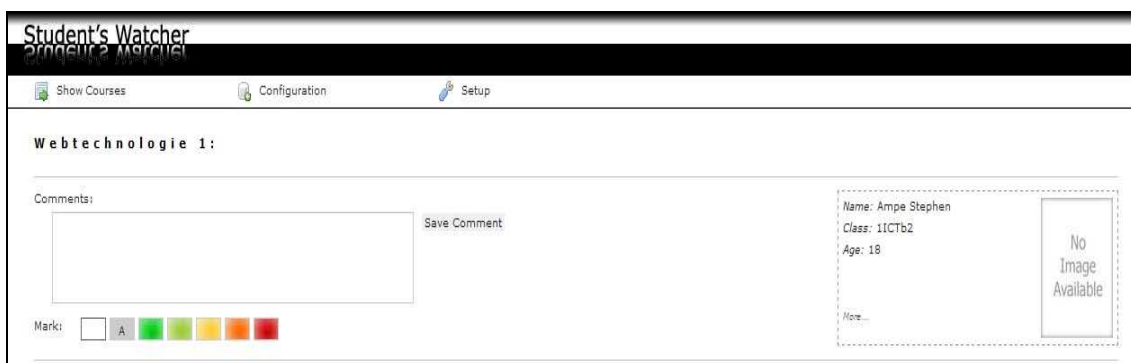 Student's Watcher
Show Courses Configuration Setup
Webtechnologie 1:
Comments:
Save Comment
Mark: A
Name: Ampe Stephen
Class: 1ICTb2
Age: 18
More...
No
Image
Available